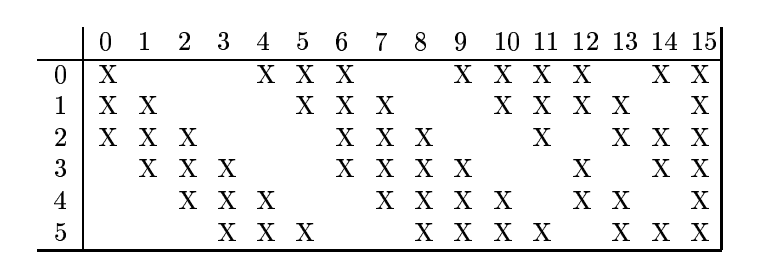 0 1 2 3 4 5 6 7 8 9 10 11 12 13 14 15
0 X X X X X X X X X X
1 X X X X X X X X X X
2 X X X X X X X X X X
3 X X X X X X X X X X
4 X X X X X X X X X X
5 X X X X X X X X X X